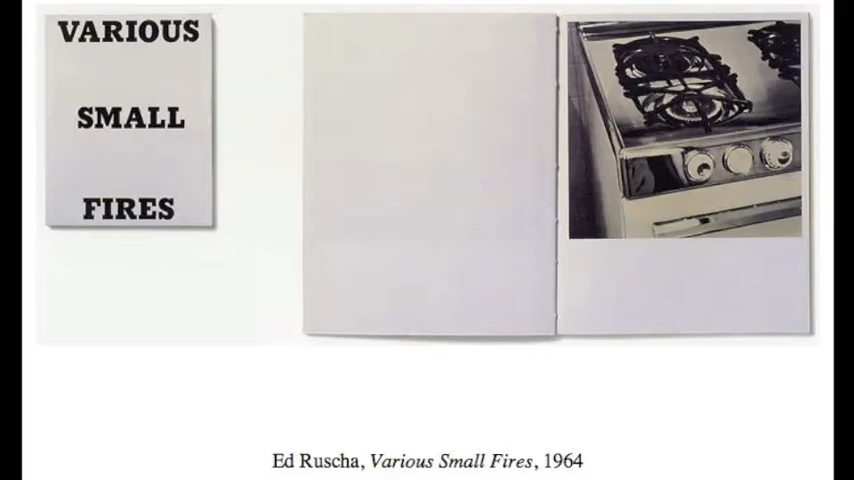 VARIOUS
SMALL
FIRES
Ed Ruscha, Various Small Fires, 1964